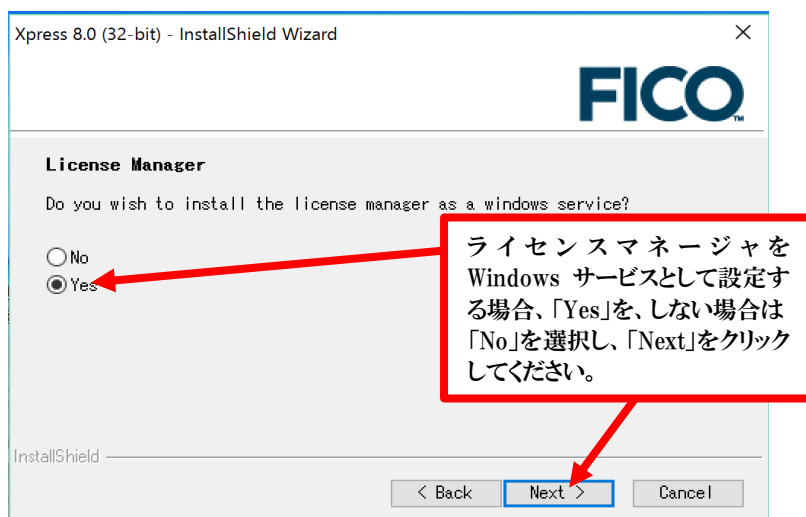 Xpress 8.0 (32-bit) - InstallShield Wizard
FICO
License Manager
Do you wish to install the license manager as a windows service?
No
Yes
ライセンスマネージャを
Windows サービスとして設定す
る場合、「Yes」を、しない場合は
「No」を選択し、「Next」をクリック
してください。
InstallShield
< Back
Next >
Cancel